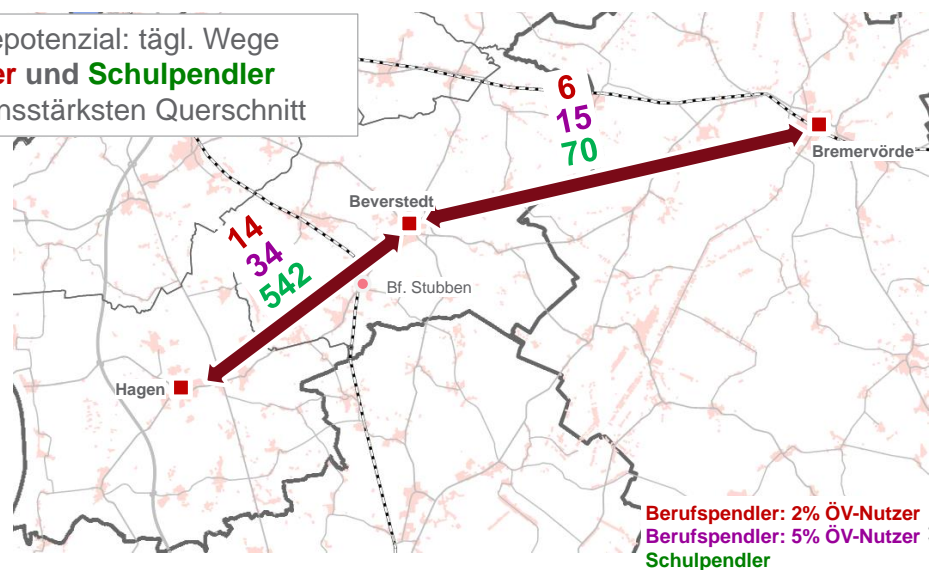 epotenzial: tägl. Wege
er und Schulpendler
nsstärksten Querschnitt
6
15
70
Bremervörde
Beverstedt
14
34
542
Bf. Stubben
Hagen
Berufspendler: 2% ÖV-Nutzer
Berufspendler: 5% ÖV-Nutzer
Schulpendler